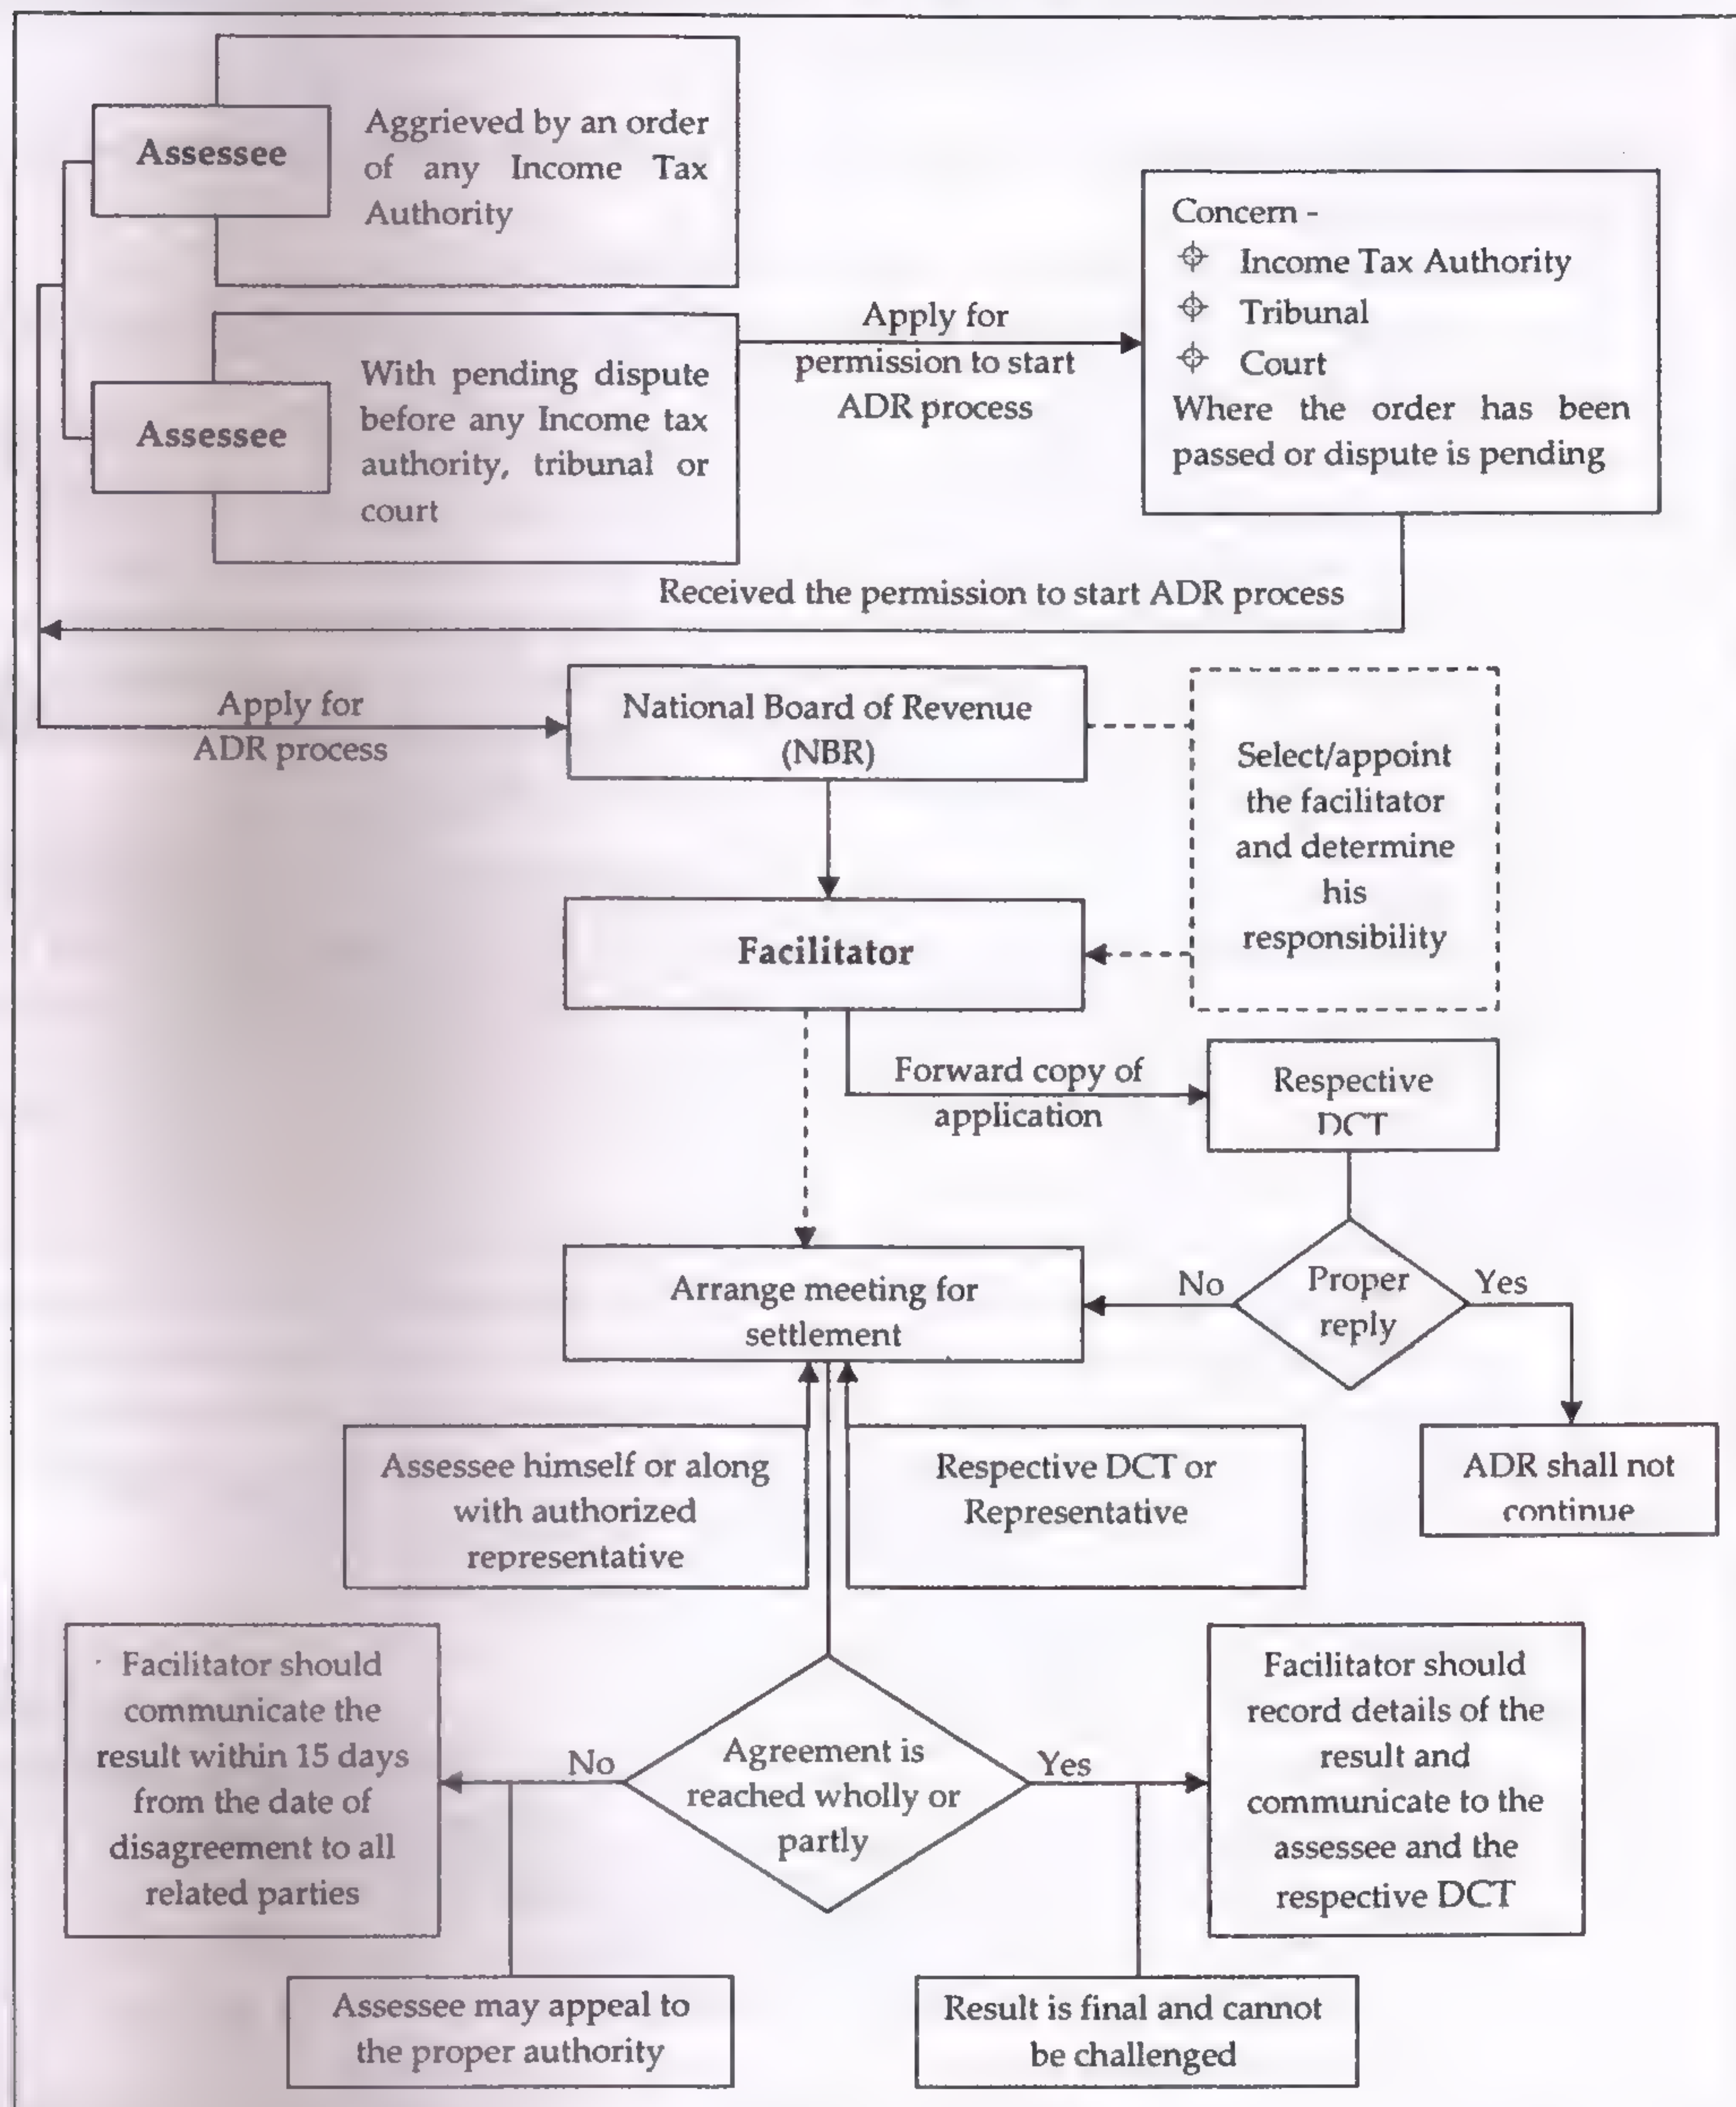 Assessee
Aggrieved by an order
of any Income Tax
Authority
Assessee
With pending dispute
before any Income tax
authority, tribunal or
court
Apply for
permission to start
ADR process
Concern -
Income Tax Authority
Tribunal
Court
Where the order has been
passed or dispute is pending
Received the permission to start ADR process
Apply for
ADR process
National Board of Revenue
(NBR)
Select/appoint
the facilitator
and determine
his
responsibility
Facilitator
Forward copy of
application
Respective
DCT
Arrange meeting for
settlement
No
Proper
reply
Yes
Assessee himself or along
with authorized
representative
Respective DCT or
Representative
ADR shall not
continue
Facilitator should
communicate the
result within 15 days
from the date of
disagreement to all
related parties
No
Agreement is
reached wholly or
partly
Yes
Facilitator should
record details of the
result and
communicate to the
assessee and the
respective DCT
Assessee may appeal to
the proper authority
Result is final and cannot
be challenged